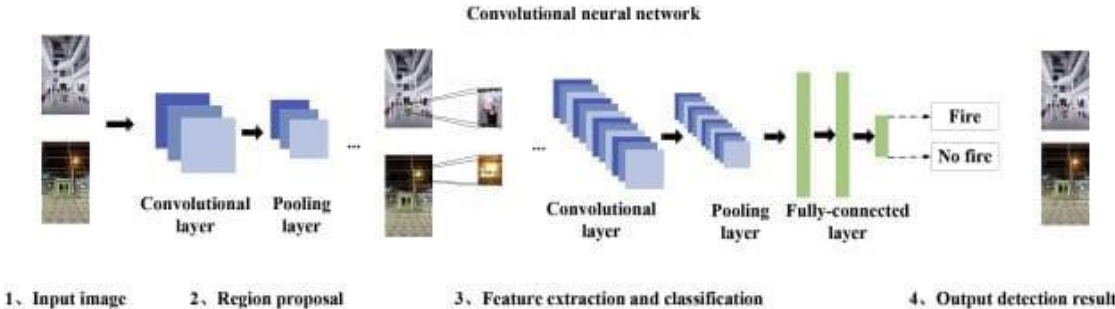 Convolutional neural network
...
...
Fire
No fire
Convolutional
layer
Pooling
layer
Convolutional
layer
Pooling
layer
Fully-connected
layer
1、Input image
2、Region proposal
3、Feature extraction and classification
4、Output detection result